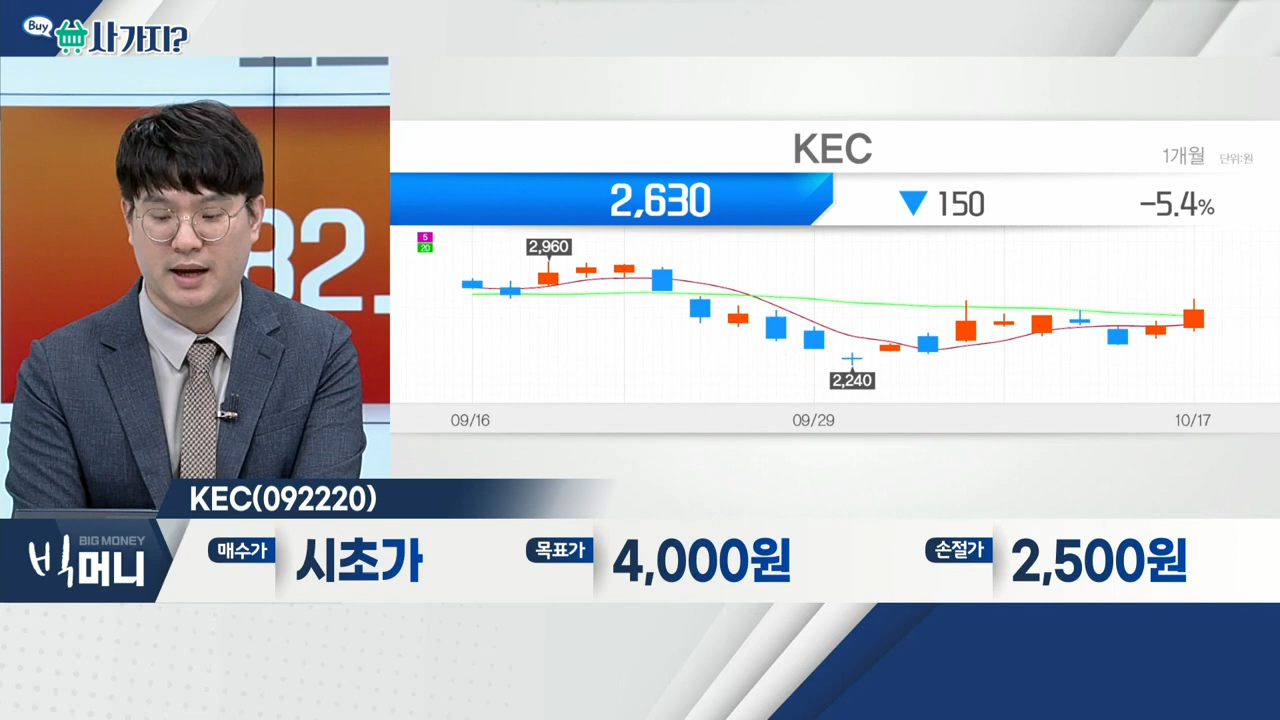 Buy
사가지?
82.
KEC
1개월 단위:원
2,630 ▼ 150 -5.4%
5
20
2,960
2,240
09/16 09/29 10/17
KEC(092220)
BIG MONEY
빅머니
매수가 시초가 목표가 4,000원 손절가 2,500원